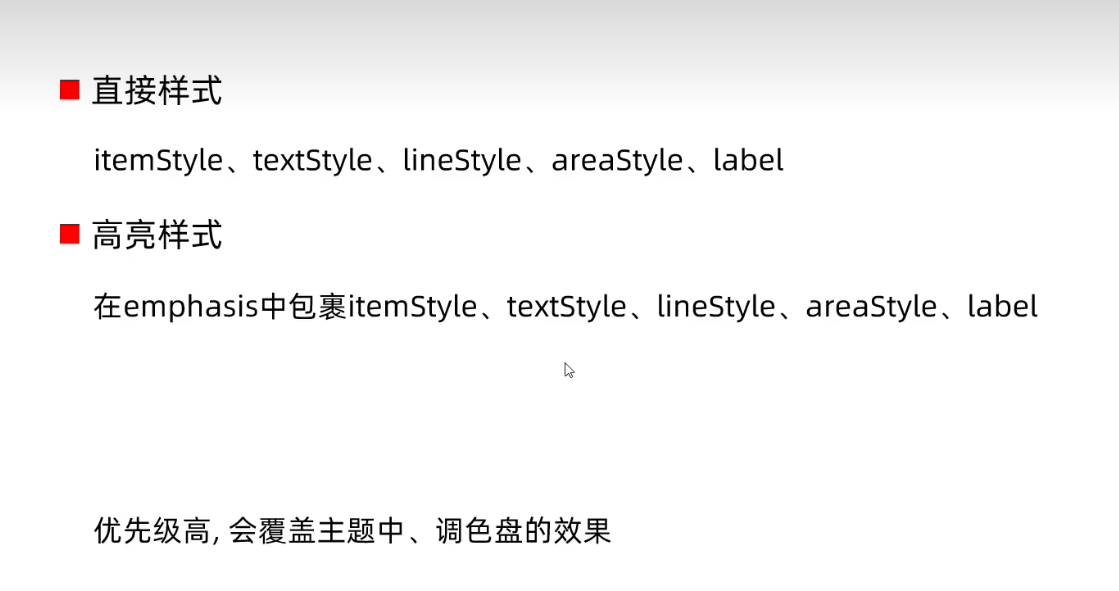 直接样式
itemStyle、textStyle、lineStyle、areaStyle、label
高亮样式
在emphasis中包裹itemStyle、textStyle、lineStyle、areaStyle、label
优先级高, 会覆盖主题中、调色盘的效果